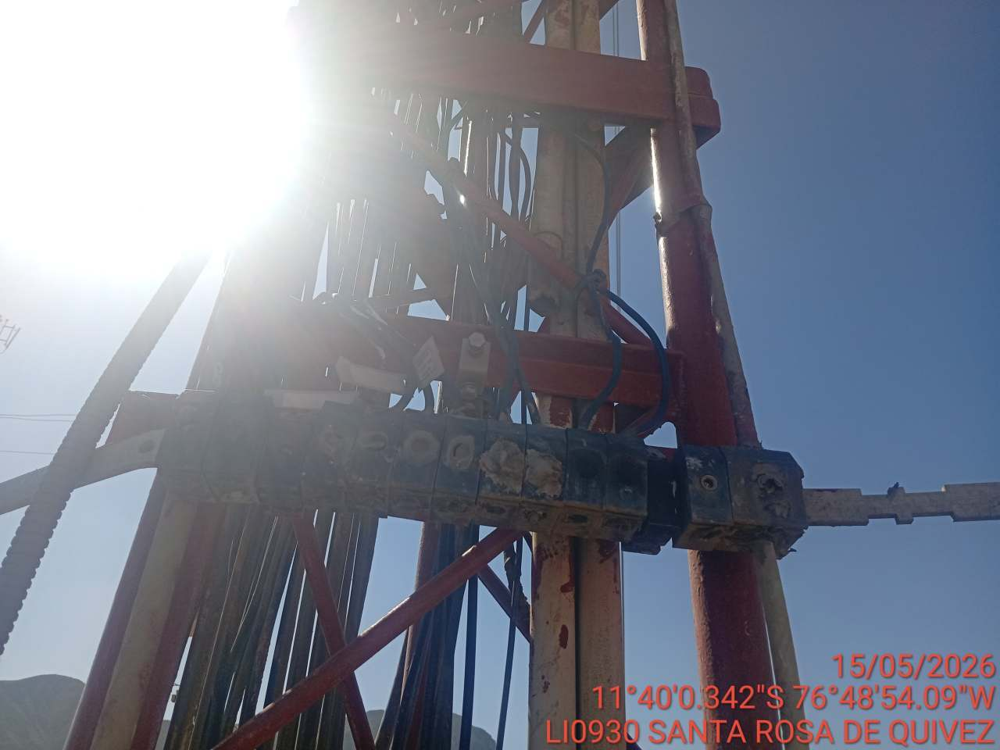 15/05/2026
11°40'0.342"S 76°48'54.09"W
LI0930 SANTA ROSA DE QUIVEZ